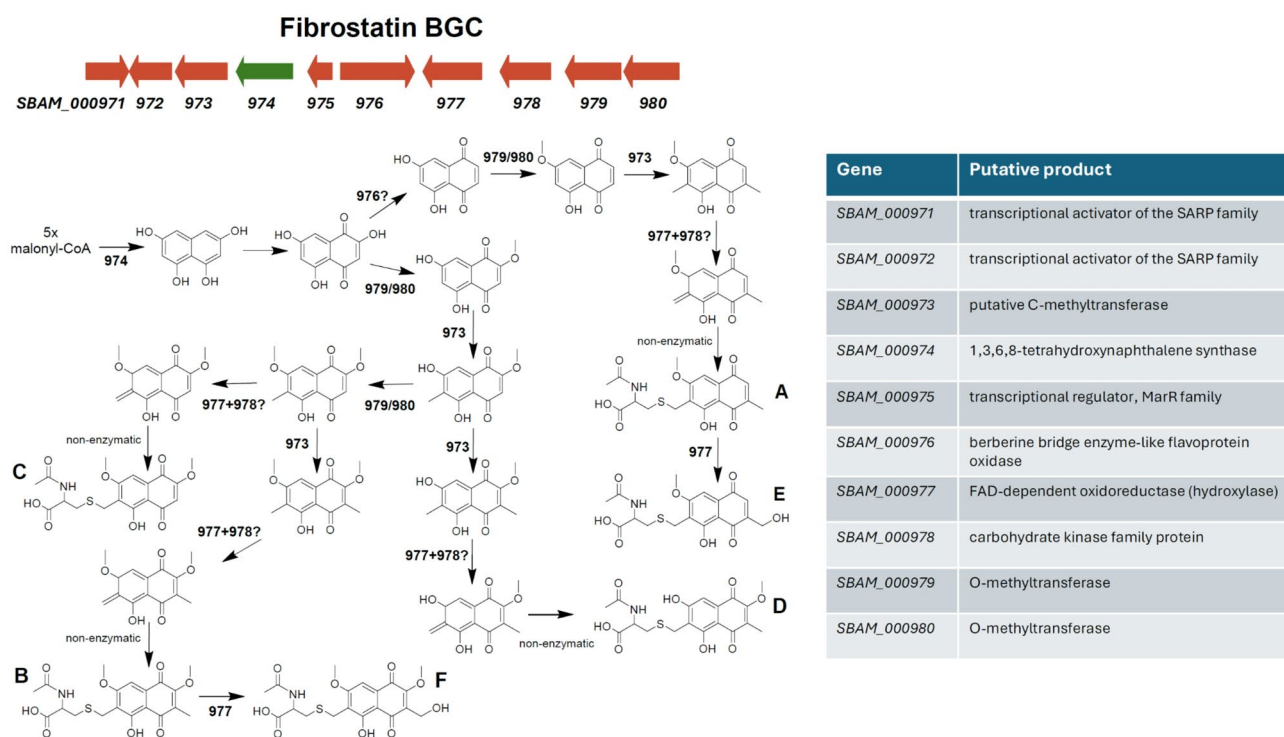 Fibrostatin BGC
SBAM_000971 972 973 974 975 976 977 978 979 980
5x
malonyl-CoA
974
976?
979/980
973
977+978?
non-enzymatic
A
977
E
979/980
973
979/980
977+978?
non-enzymatic
C
973
977+978?
non-enzymatic
B
977
F
973
977+978?
non-enzymatic
D
Gene Putative product
SBAM_000971 transcriptional activator of the SARP family
SBAM_000972 transcriptional activator of the SARP family
SBAM_000973 putative C-methyltransferase
SBAM_000974 1,3,6,8-tetrahydroxynaphthalene synthase
SBAM_000975 transcriptional regulator, MarR family
SBAM_000976 berberine bridge enzyme-like flavoprotein
oxidase
SBAM_000977 FAD-dependent oxidoreductase (hydroxylase)
SBAM_000978 carbohydrate kinase family protein
SBAM_000979 O-methyltransferase
SBAM_000980 O-methyltransferase